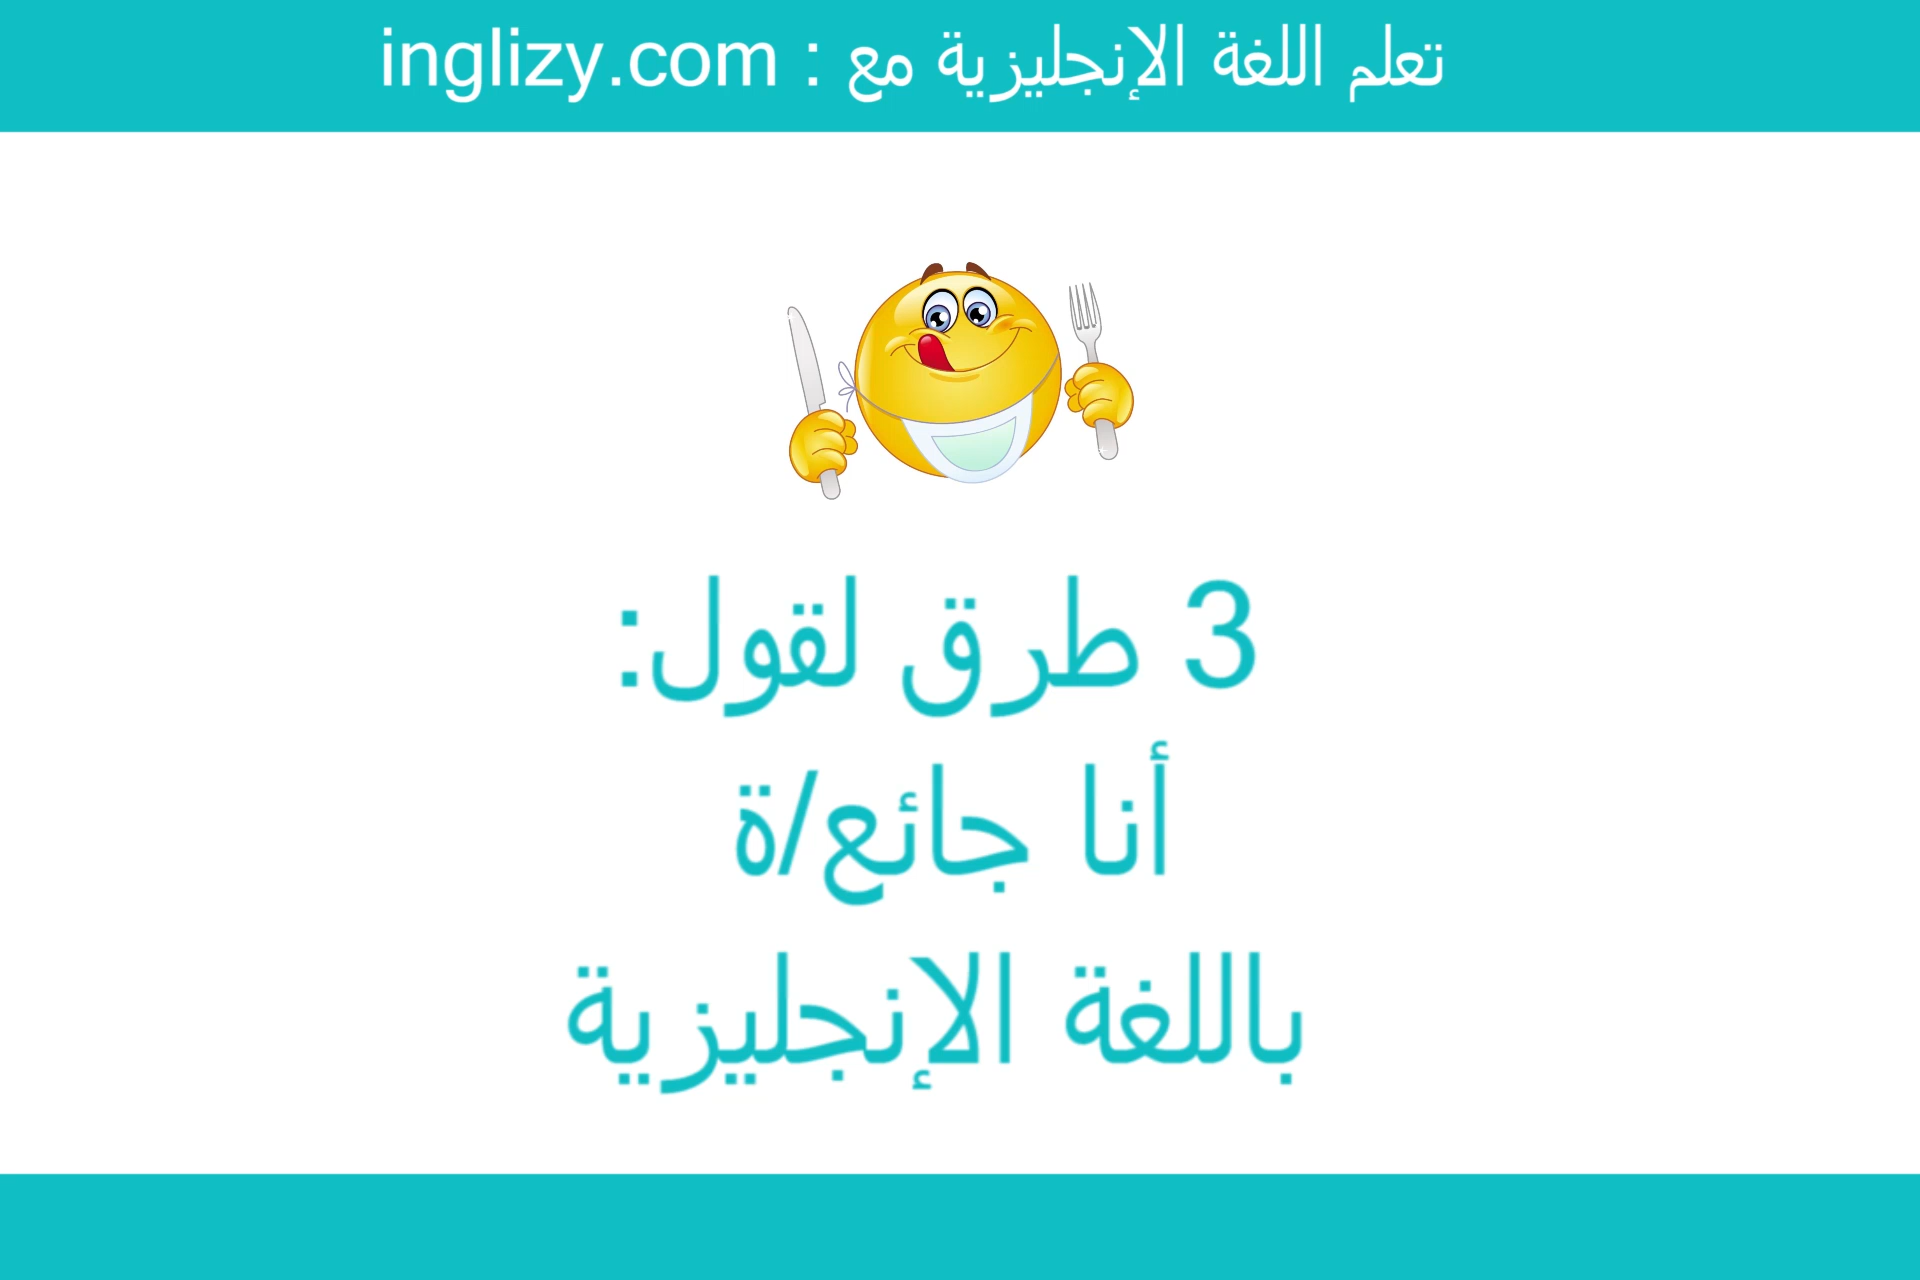 تعلم اللغة الإنجليزية مع : inglizy.com
3 طرق لقول:
أنا جائع/ة
باللغة الإنجليزية